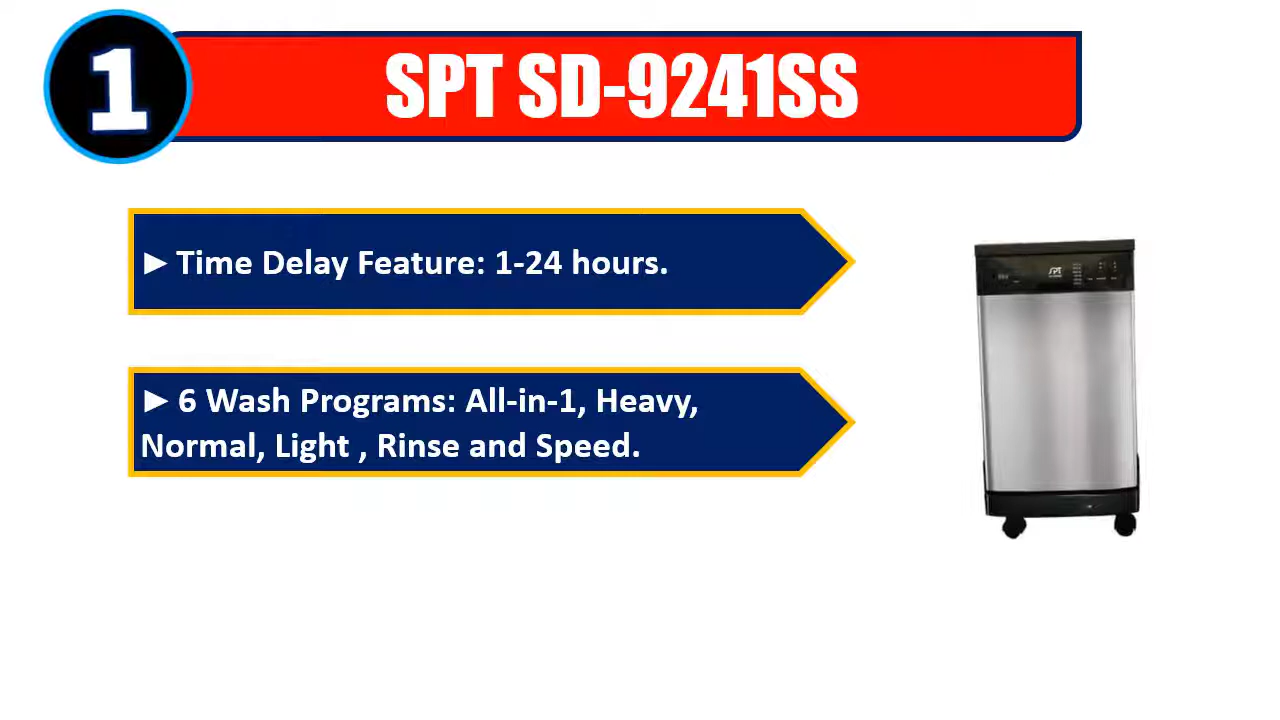 1
SPT SD-9241SS
► Time Delay Feature: 1-24 hours.
► 6 Wash Programs: All-in-1, Heavy,
Normal, Light , Rinse and Speed.
SPT